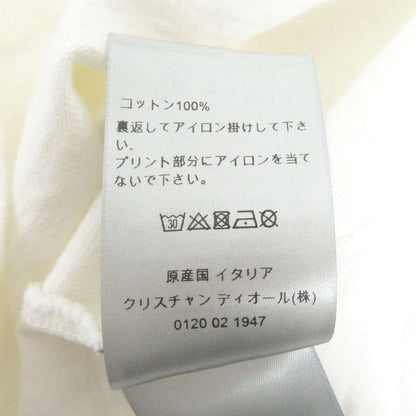 コットン100%
裏返してアイロン掛けして下さ
い。
プリント部分にアイロンを当て
ないで下さい。
30
原産国 イタリア
クリスチャン ディオール(株)
0120 02 1947